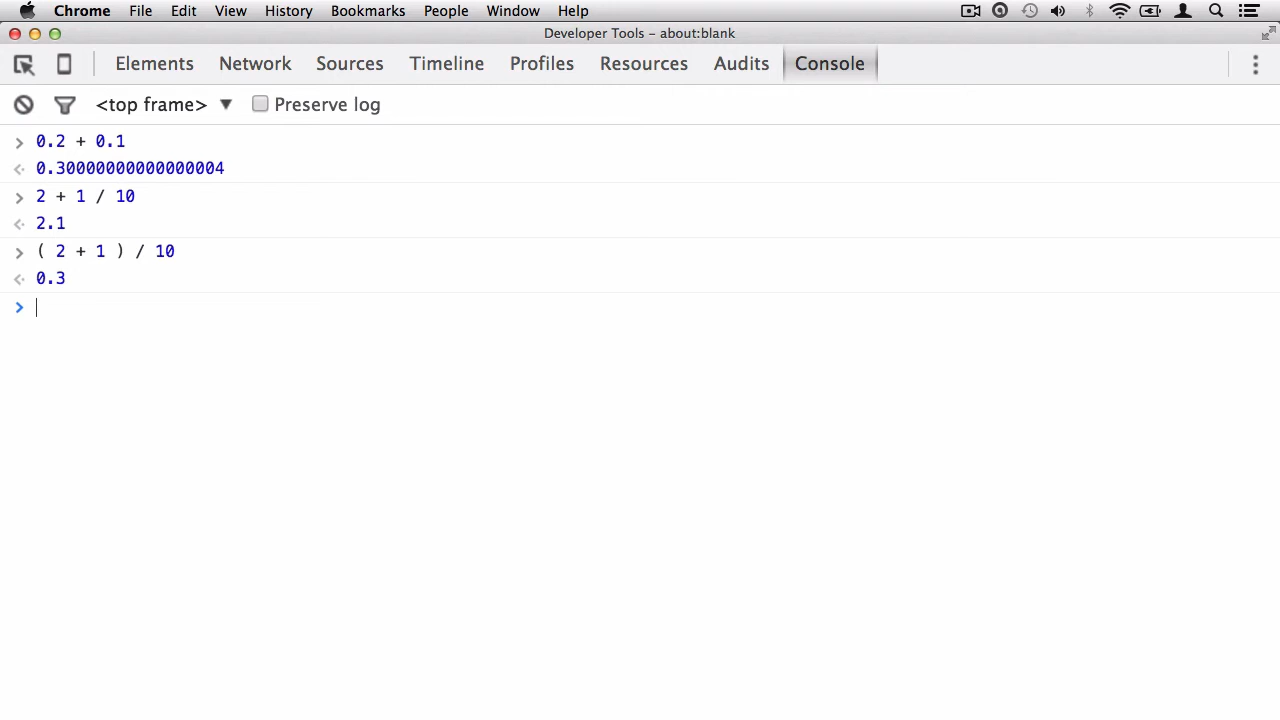 Chrome File Edit View History Bookmarks People Window Help
Developer Tools - about:blank
Elements Network Sources Timeline Profiles Resources Audits Console
<top frame> ▼ Preserve log
> 0.2 + 0.1
0.30000000000000004
> 2 + 1 / 10
2.1
> ( 2 + 1 ) / 10
0.3
>